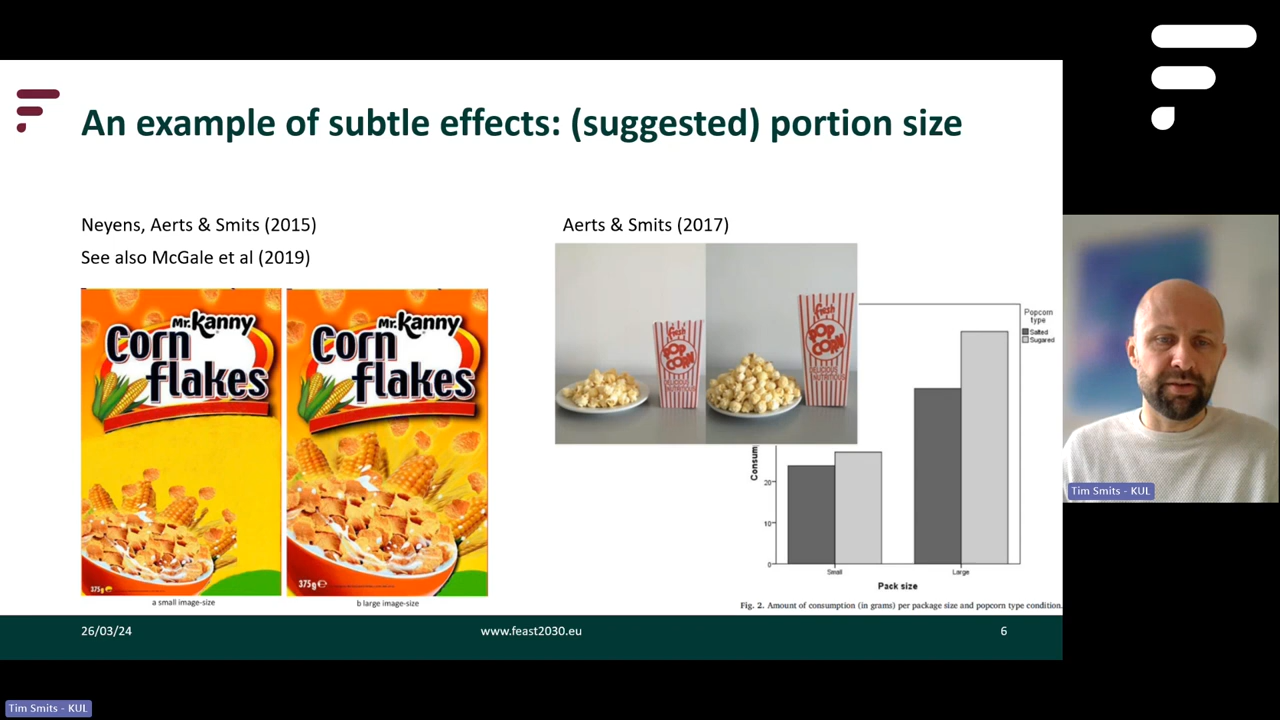 An example of subtle effects: (suggested) portion size
Neyens, Aerts & Smits (2015)
See also McGale et al (2019)
Mr. Kanny
Corn
flakes
375g
a small image-size
Mr. Kanny
Corn
flakes
375g
b large image-size
Aerts & Smits (2017)
fresh
POP
CORN
fresh
POP
CORN
Popcorn
type
Salted
Sugared
Consum
20
10
0
Small
Large
Pack size
Fig. 2. Amount of consumption (in grams) per package size and popcorn type condition.
26/03/24
www.feast2030.eu
6
Tim Smits - KUL
Tim Smits - KUL